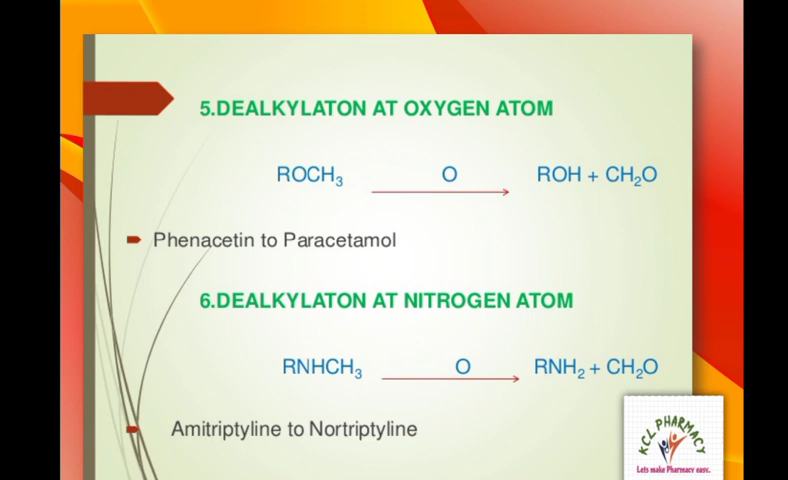 5.DEALKYLATON AT OXYGEN ATOM
ROCH₃ O ROH + CH₂O
Phenacetin to Paracetamol
6.DEALKYLATON AT NITROGEN ATOM
RNHCH₃ O RNH₂ + CH₂O
Amitriptyline to Nortriptyline
KCL PHARMACY
Lets make Pharmacy easy.